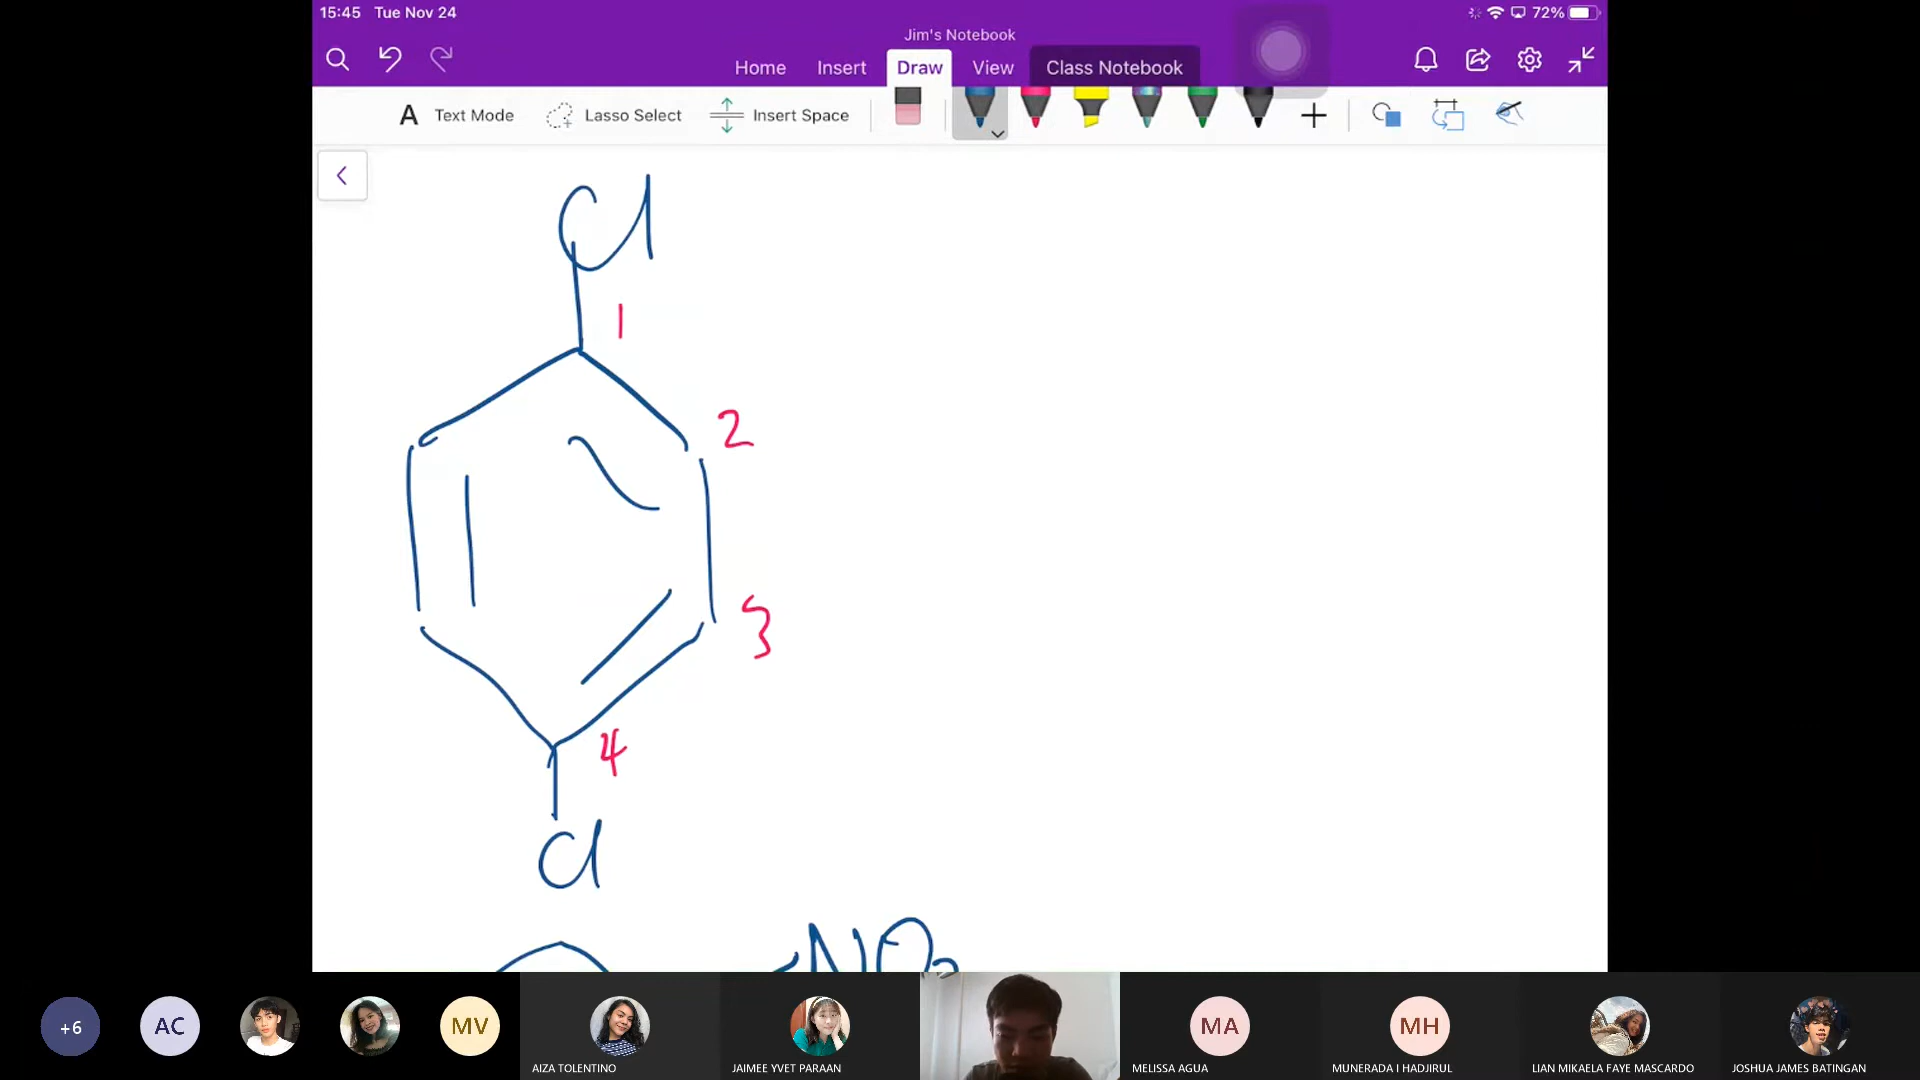 15:45 Tue Nov 24
72%
Jim's Notebook
Home Insert Draw View Class Notebook
A Text Mode Lasso Select Insert Space
Cl
1
2
3
4
Cl
NO2
+6 AC MV MA MH
AIZA TOLENTINO JAIMEE YVET PARAAN MELISSA AGUA MUNERADA I HADJIRUL LIAN MIKAELA FAYE MASCARDO JOSHUA JAMES BATINGAN